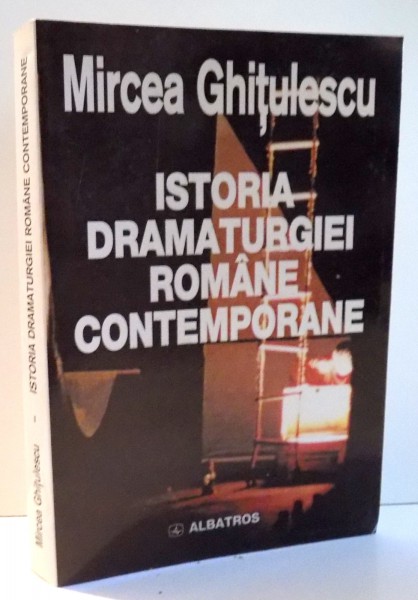 Mircea Ghițulescu
ISTORIA
DRAMATURGIEI
ROMÂNE
CONTEMPORANE
ALBATROS
Mircea Ghițulescu – ISTORIA DRAMATURGIEI ROMÂNE CONTEMPORANE